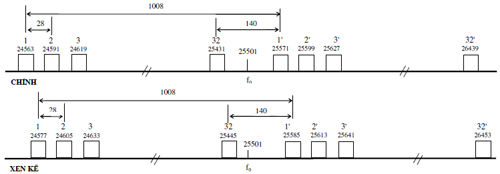 1008
28 140
1 2 3 32 1' 2' 3' 32'
24563 24591 24619 25431 25501 25571 25599 25627 26439
f₀
CHÍNH
1008
28 140
1 2 3 32 1' 2' 3' 32'
24577 24605 24633 25445 25501 25585 25613 25641 26453
f₀
XEN KẼ